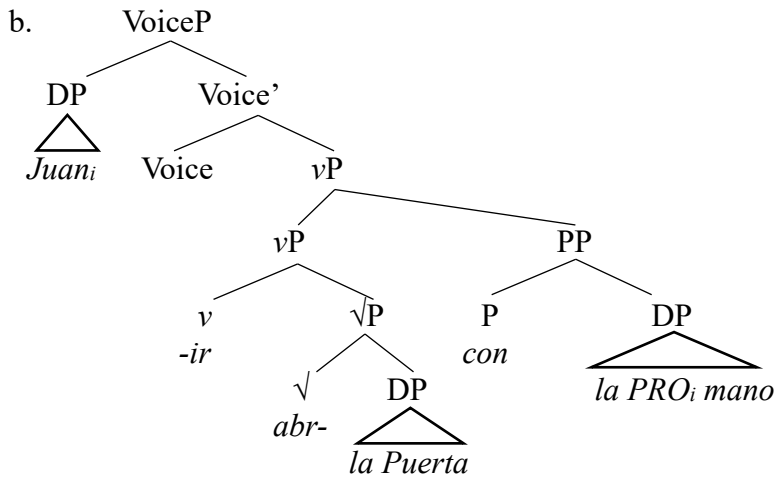 b. VoiceP
DP Voice’
Juani Voice vP
vP PP
v √P P DP
-ir con
√ DP la PROi mano
abr-
la Puerta